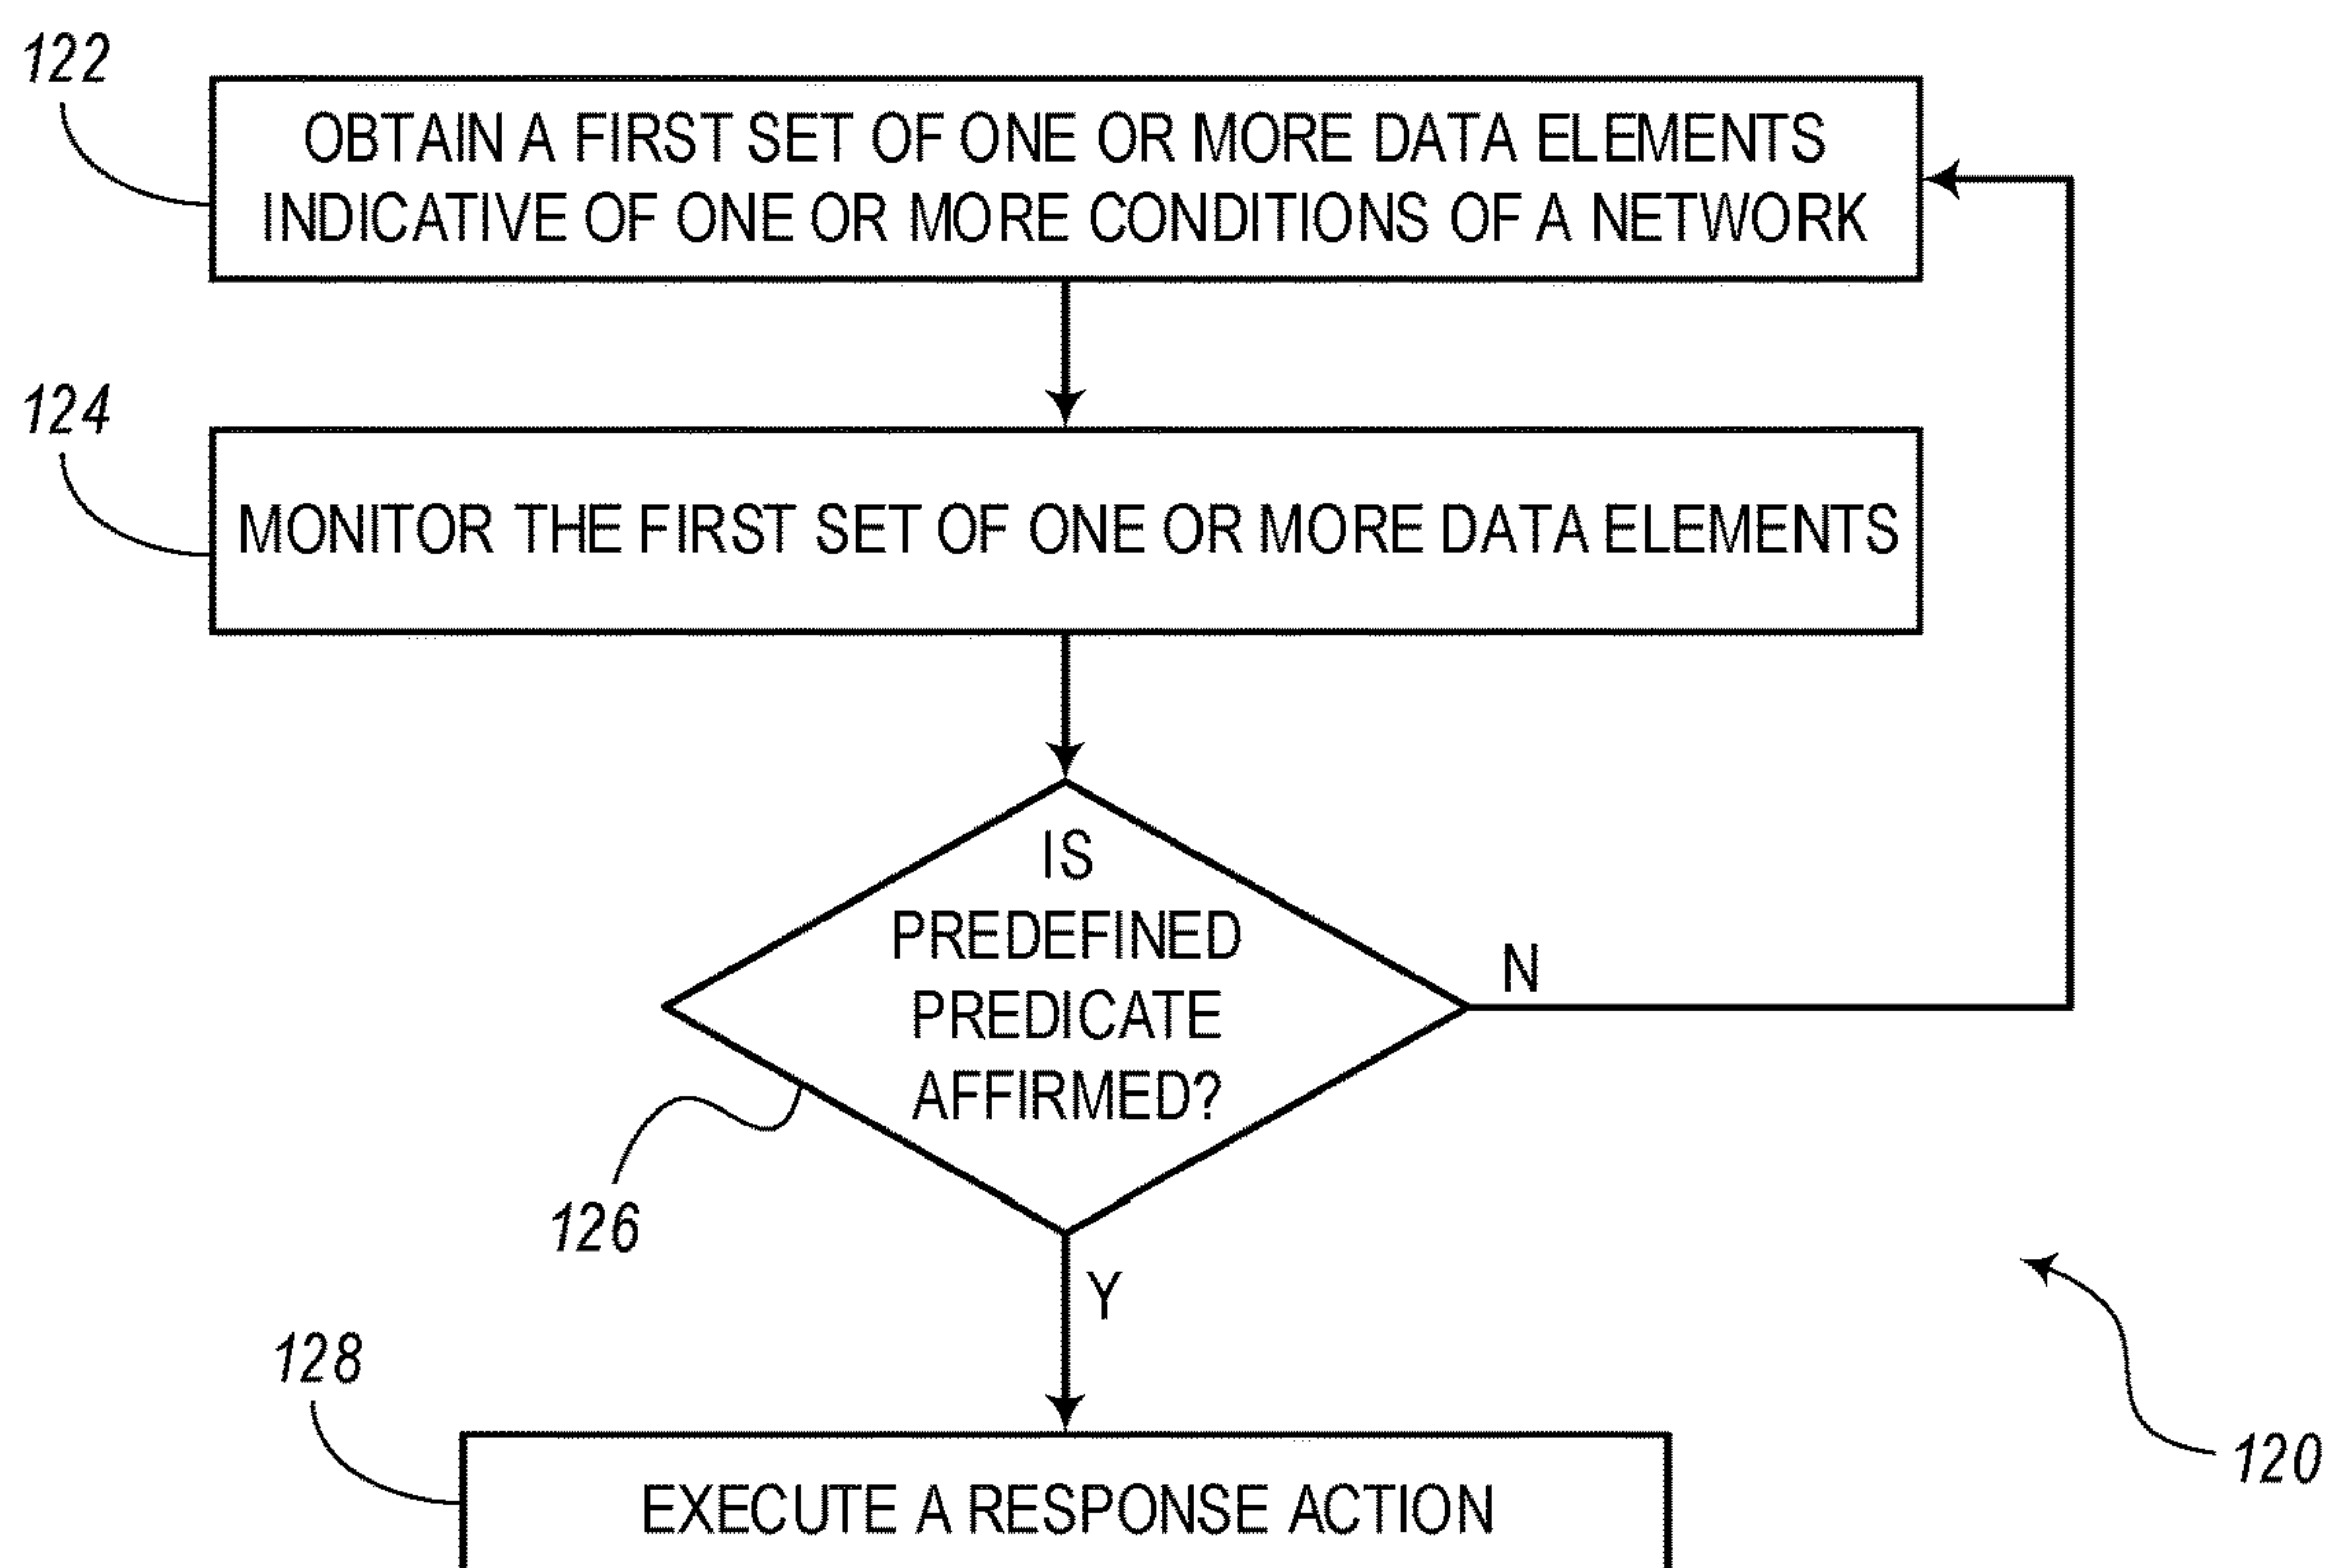 122
OBTAIN A FIRST SET OF ONE OR MORE DATA ELEMENTS
INDICATIVE OF ONE OR MORE CONDITIONS OF A NETWORK
124
MONITOR THE FIRST SET OF ONE OR MORE DATA ELEMENTS
IS
PREDEFINED
PREDICATE
AFFIRMED?
N
126
Y
128
EXECUTE A RESPONSE ACTION
120